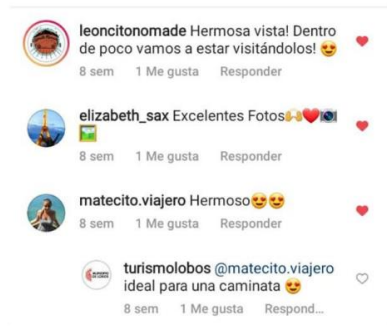 leoncitonomade Hermosa vista! Dentro
de poco vamos a estar visitándolos! 😍
8 sem 1 Me gusta Responder
elizabeth_sax Excelentes Fotos🙌❤️📷
🖼️
8 sem 1 Me gusta Responder
matecito.viajero Hermoso😍😍
8 sem 1 Me gusta Responder
turismolobos @matecito.viajero
ideal para una caminata 😍
8 sem 1 Me gusta Respond...